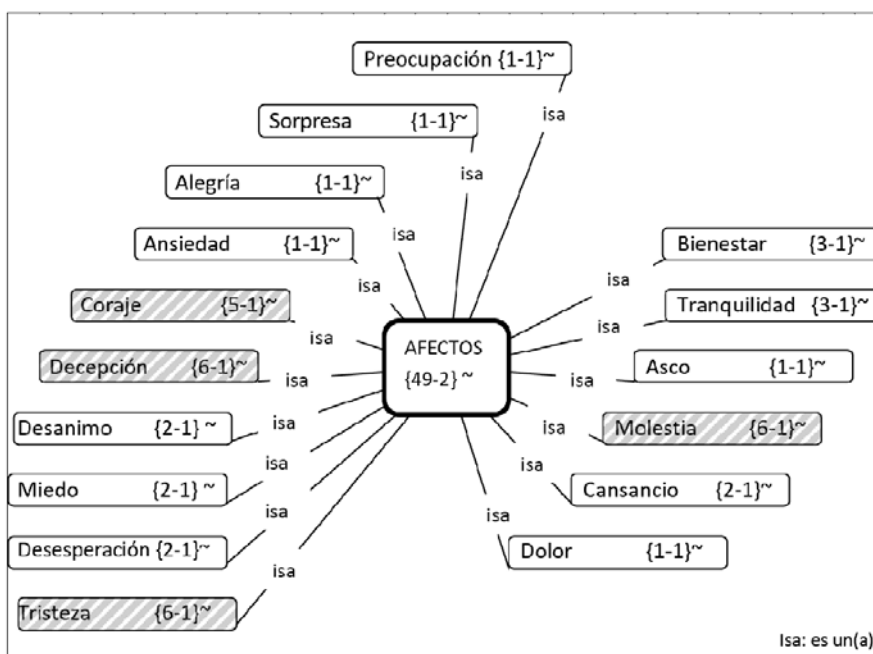 Preocupación {1-1}~
isa
Sorpresa {1-1}~
isa
Alegría {1-1}~
isa
Ansiedad {1-1}~
isa
Coraje {5-1}~
isa
Decepción {6-1}~
isa
Desanimo {2-1} ~
isa
Miedo {2-1} ~
isa
Desesperación {2-1}~
isa
Tristeza {6-1}~
isa
AFECTOS
{49-2} ~
Bienestar {3-1}~
isa
Tranquilidad {3-1}~
isa
Asco {1-1}~
isa
Molestia {6-1}~
isa
Cansancio {2-1}~
isa
Dolor {1-1}~
isa
Isa: es un(a)